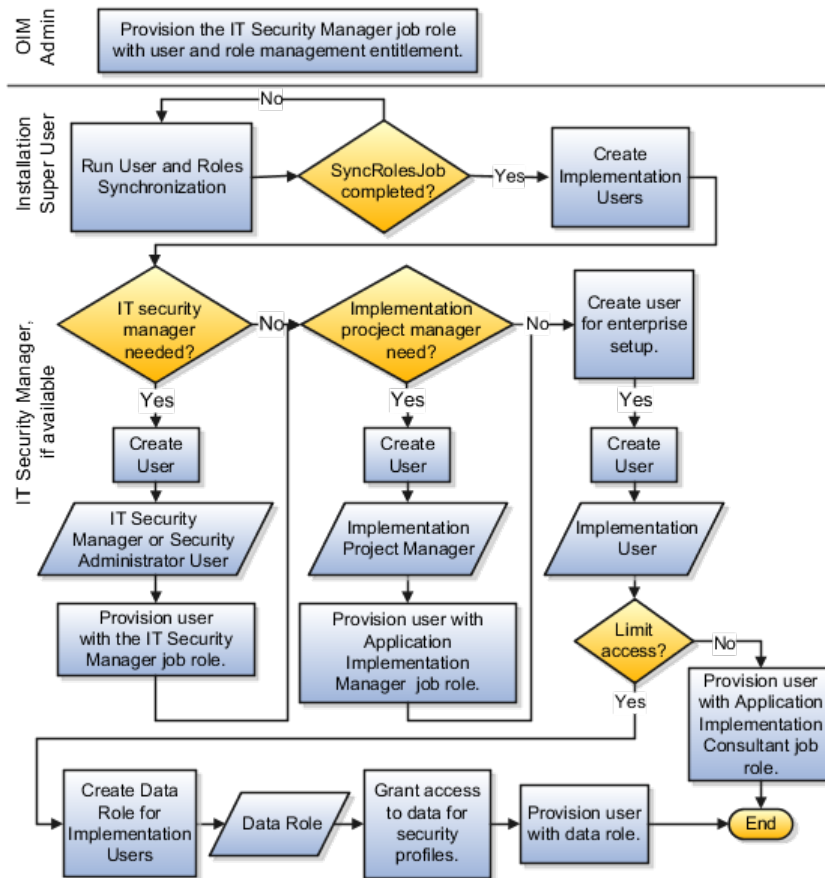 OIM
Admin
Provision the IT Security Manager job role
with user and role management entitlement.
Installation
Super User
No
Run User and Roles
Synchronization
SyncRolesJob
completed?
Yes
Create
Implementation
Users
IT Security Manager,
if available
IT security
manager
needed?
No
Implementation
procject manager
need?
No
Create user
for enterprise
setup.
Yes
Yes
Yes
Create
User
Create
User
Create
User
IT Security
Manager or Security
Administrator User
Implementation
Project Manager
Implementation
User
Provision user
with the IT Security
Manager job role.
Provision user with
Application
Implementation
Manager job role.
Limit
access?
No
Yes
Provision user
with Application
Implementation
Consultant job
role.
Create Data
Role for
Implementation
Users
Data Role
Grant access
to data for
security
profiles.
Provision user
with data role.
End